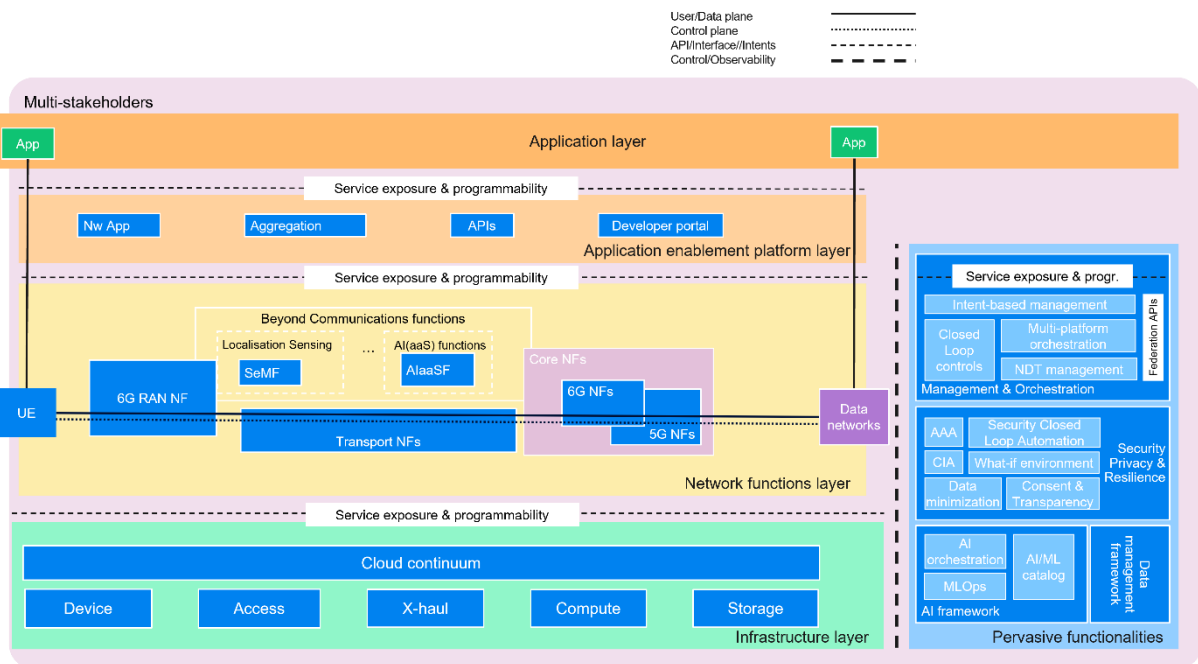 User/Data plane
Control plane
API/Interface//Intents
Control/Observability
Multi-stakeholders
App
Application layer
App
Service exposure & programmability
Nw App
Aggregation
APIs
Developer portal
Application enablement platform layer
Service exposure & programmability
Beyond Communications functions
Localisation Sensing
...
AI(aaS) functions
SeMF
AIaaSF
Core NFs
6G RAN NF
6G NFs
UE
Data
networks
Transport NFs
5G NFs
Network functions layer
Service exposure & programmability
Cloud continuum
Device
Access
X-haul
Compute
Storage
Infrastructure layer
Service exposure & progr.
Intent-based management
Closed
Loop
controls
Multi-platform
orchestration
NDT management
Federation APIs
Management & Orchestration
AAA
Security Closed
Loop Automation
CIA
What-if environment
Data
minimization
Consent &
Transparency
Security
Privacy &
Resilience
AI
orchestration
MLOps
AI/ML
catalog
AI framework
Data
management
framework
Pervasive functionalities